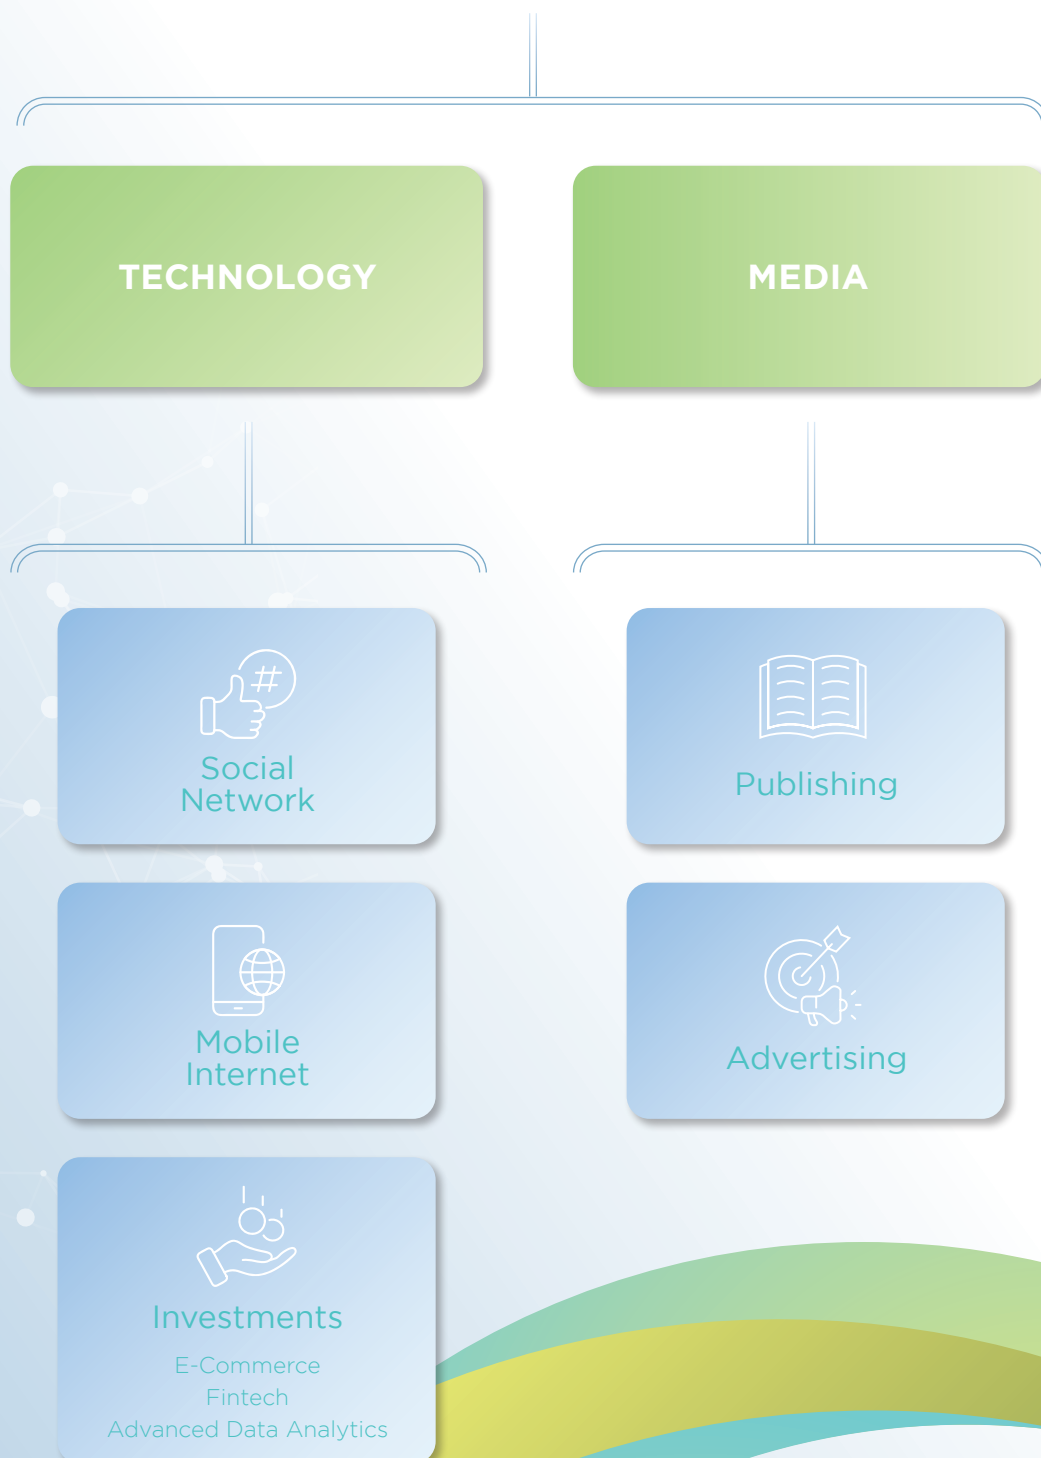 TECHNOLOGY
MEDIA
#
Social
Network
Publishing
Mobile
Internet
Advertising
Investments
E-Commerce
Fintech
Advanced Data Analytics